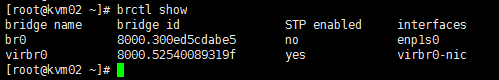 [root@kvm02 ~]# brctl show
bridge name bridge id STP enabled interfaces
br0 8000.300ed5cdabe5 no enp1s0
virbr0 8000.52540089319f yes virbr0-nic
[root@kvm02 ~]#